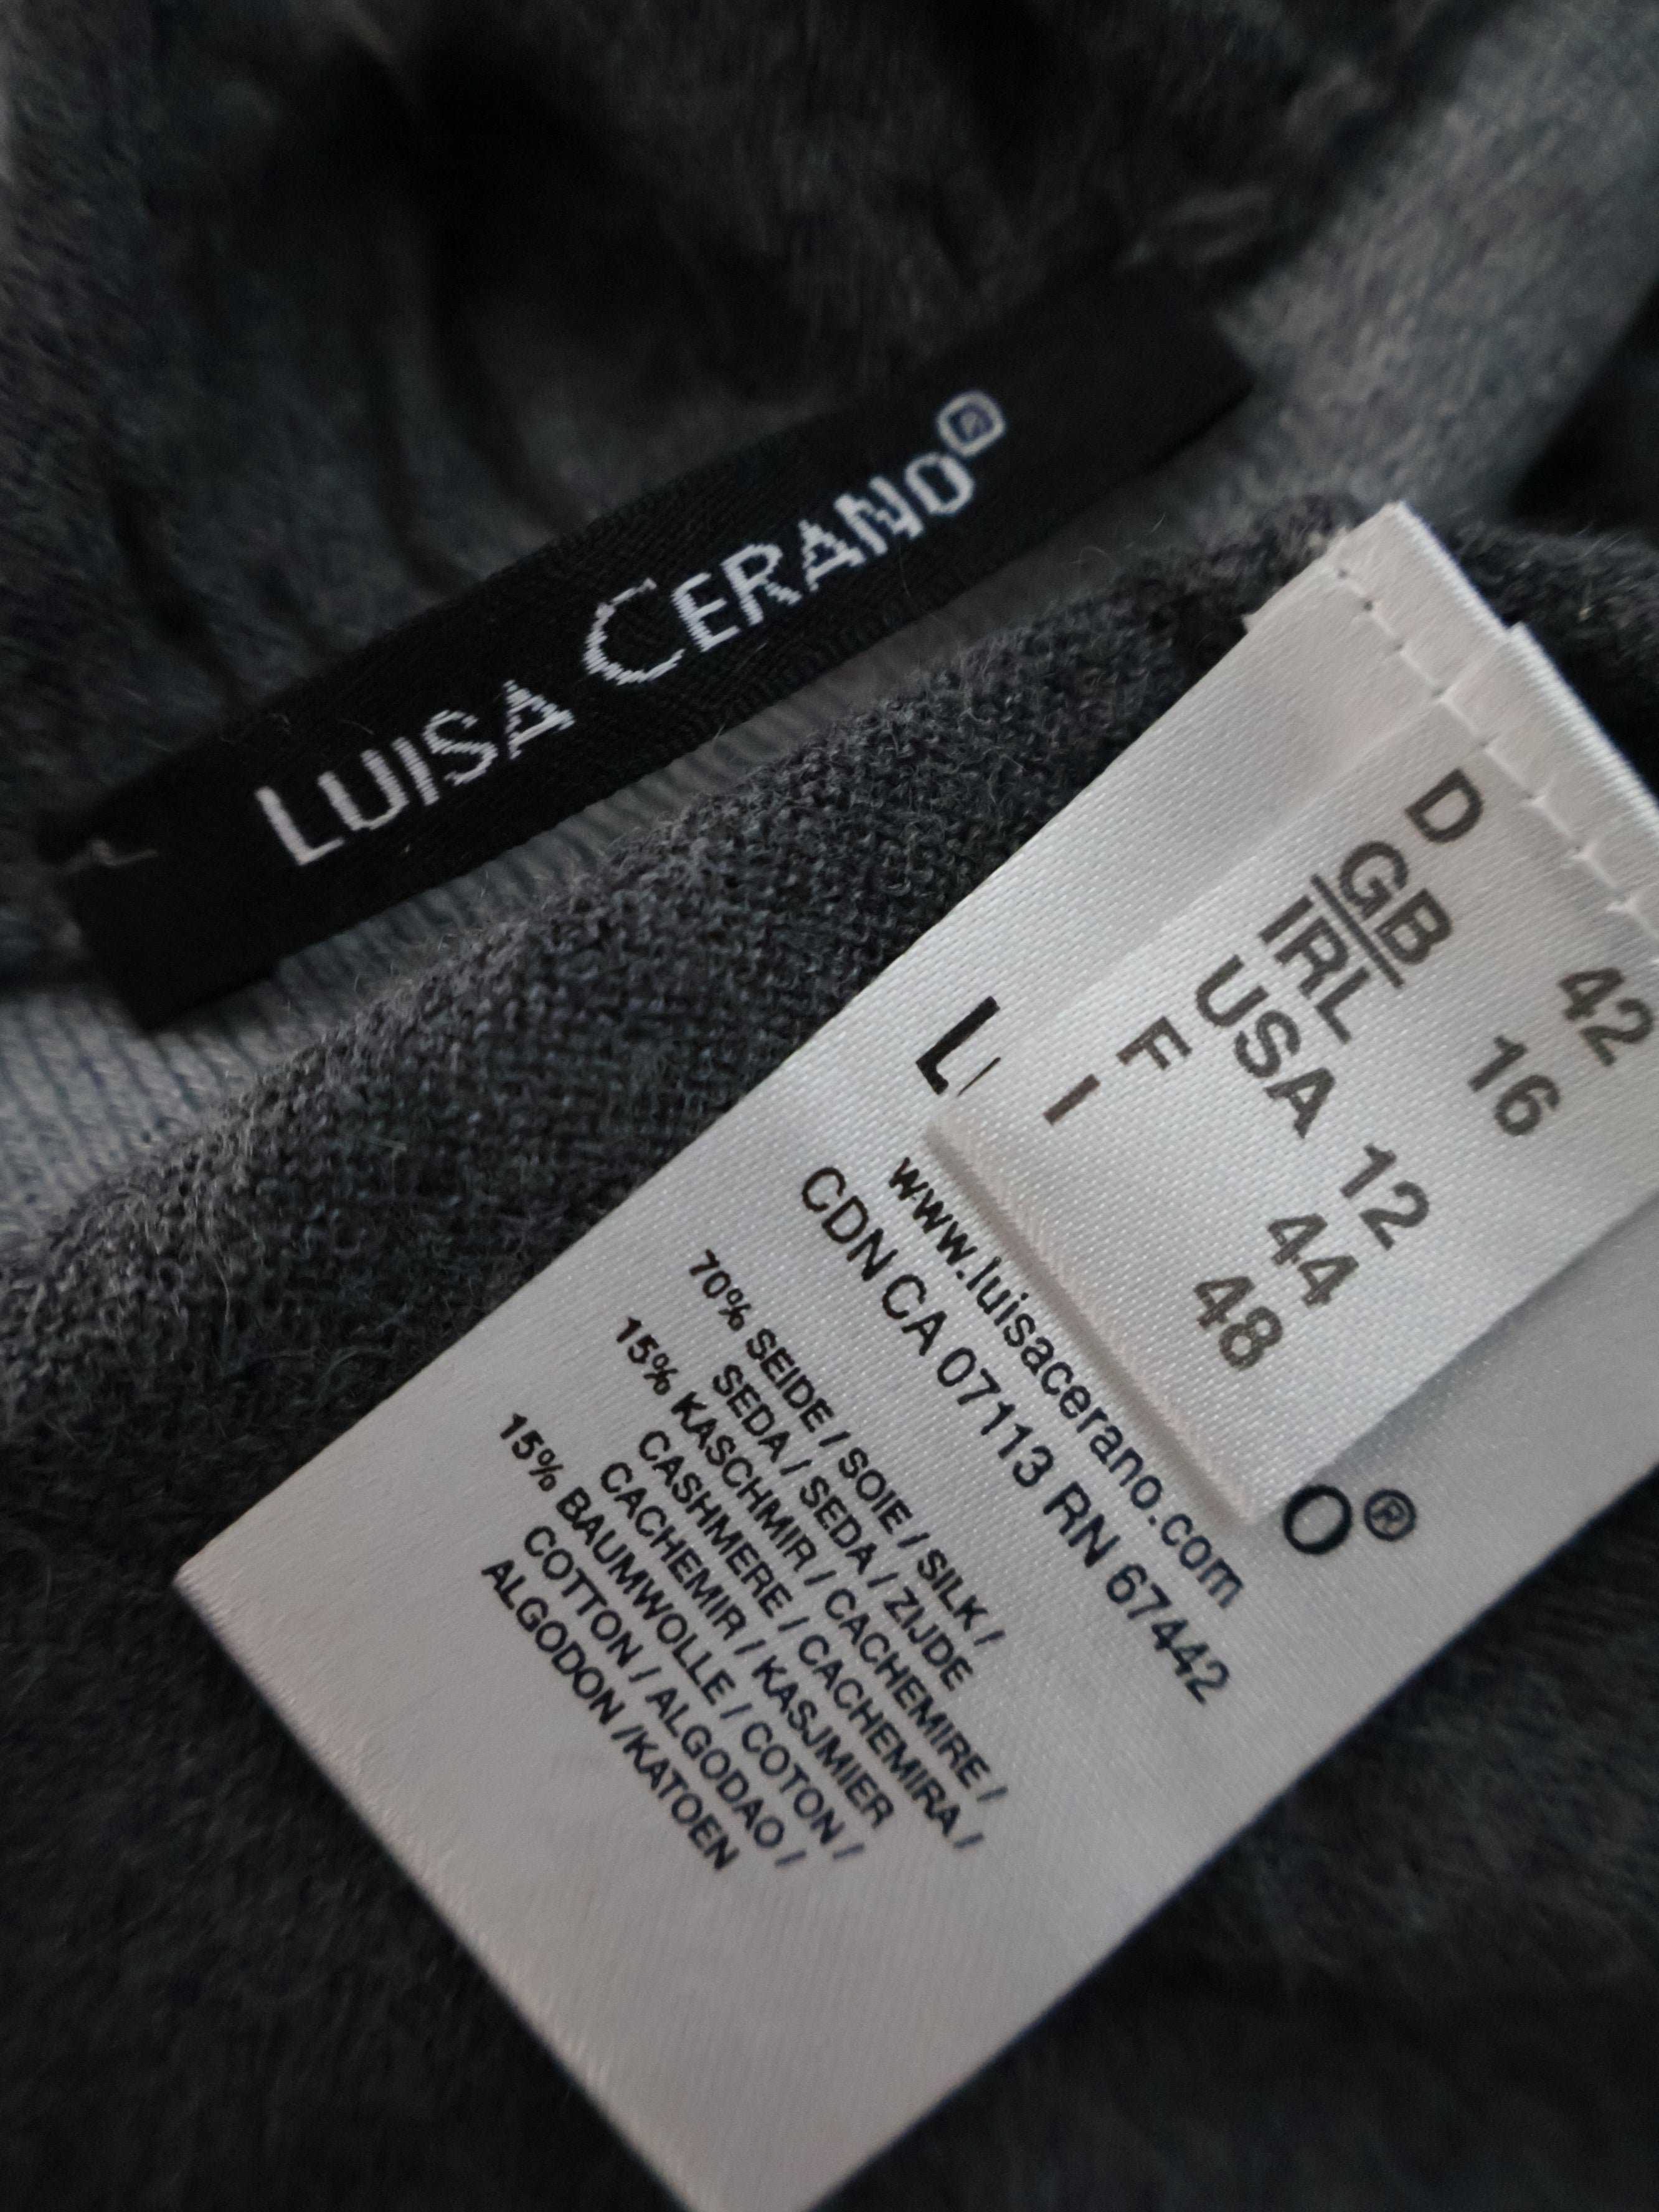 LUISA CERANO®
D 42
GB 16
IRL
USA 12
F 44
I 48
L O®
www.luisacerano.com
CDN CA 07113 RN 67442
70% SEIDE / SOIE / SILK /
SEDA / SEDA / ZIJDE
15% KASCHMIR / CACHEMIRE /
CASHMERE / CACHEMIRA /
CACHEMIR / KASJMIER
15% BAUMWOLLE / COTON /
COTTON / ALGODAO /
ALGODON /KATOEN